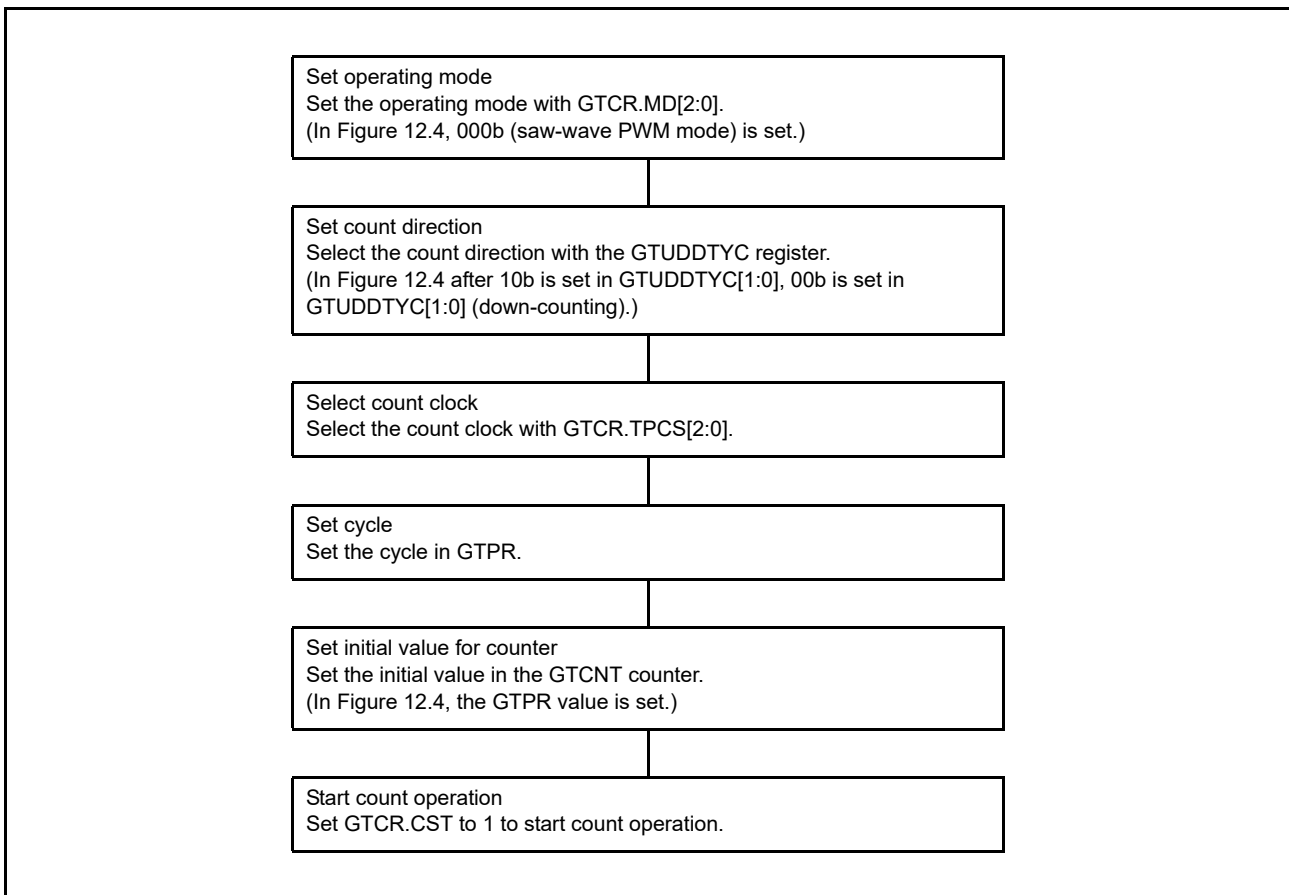 Set operating mode
Set the operating mode with GTCR.MD[2:0].
(In Figure 12.4, 000b (saw-wave PWM mode) is set.)
Set count direction
Select the count direction with the GTUDDTYC register.
(In Figure 12.4 after 10b is set in GTUDDTYC[1:0], 00b is set in
GTUDDTYC[1:0] (down-counting).)
Select count clock
Select the count clock with GTCR.TPCS[2:0].
Set cycle
Set the cycle in GTPR.
Set initial value for counter
Set the initial value in the GTCNT counter.
(In Figure 12.4, the GTPR value is set.)
Start count operation
Set GTCR.CST to 1 to start count operation.